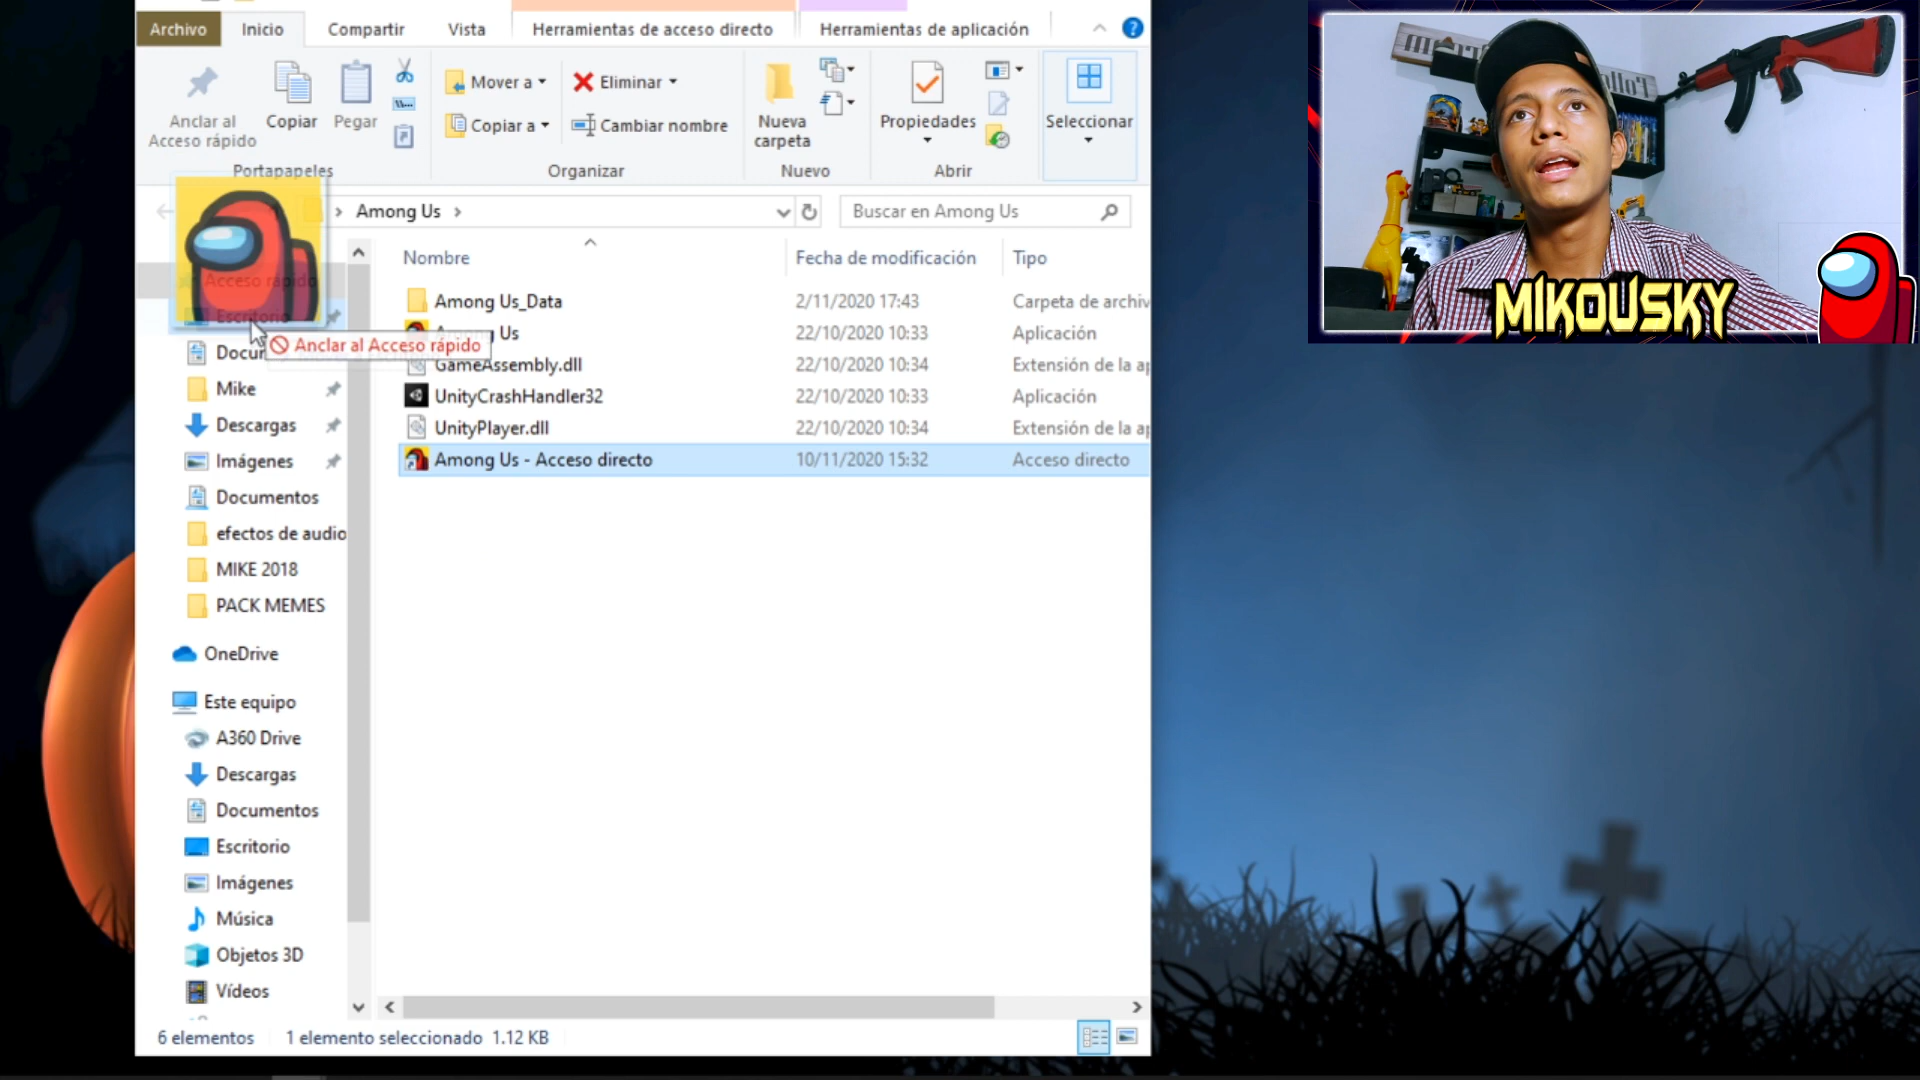 Archivo
Inicio
Compartir
Vista
Herramientas de acceso directo
Herramientas de aplicación
Anclar al
Acceso rápido
Copiar
Pegar
Mover a
Copiar a
Eliminar
Cambiar nombre
Nueva
carpeta
Propiedades
Seleccionar
Portapapeles
Organizar
Nuevo
Abrir
Among Us
Buscar en Among Us
Nombre
Fecha de modificación
Tipo
Among Us_Data 2/11/2020 17:43 Carpeta de archiv
Among Us 22/10/2020 10:33 Aplicación
GameAssembly.dll 22/10/2020 10:34 Extensión de la ap
UnityCrashHandler32 22/10/2020 10:33 Aplicación
UnityPlayer.dll 22/10/2020 10:34 Extensión de la ap
Among Us - Acceso directo 10/11/2020 15:32 Acceso directo
Acceso rápido
Escritorio
Anclar al Acceso rápido
Docum
Mike
Descargas
Imágenes
Documentos
efectos de audio
MIKE 2018
PACK MEMES
OneDrive
Este equipo
A360 Drive
Descargas
Documentos
Escritorio
Imágenes
Música
Objetos 3D
Vídeos
6 elementos
1 elemento seleccionado 1.12 KB
MIKOUSKY